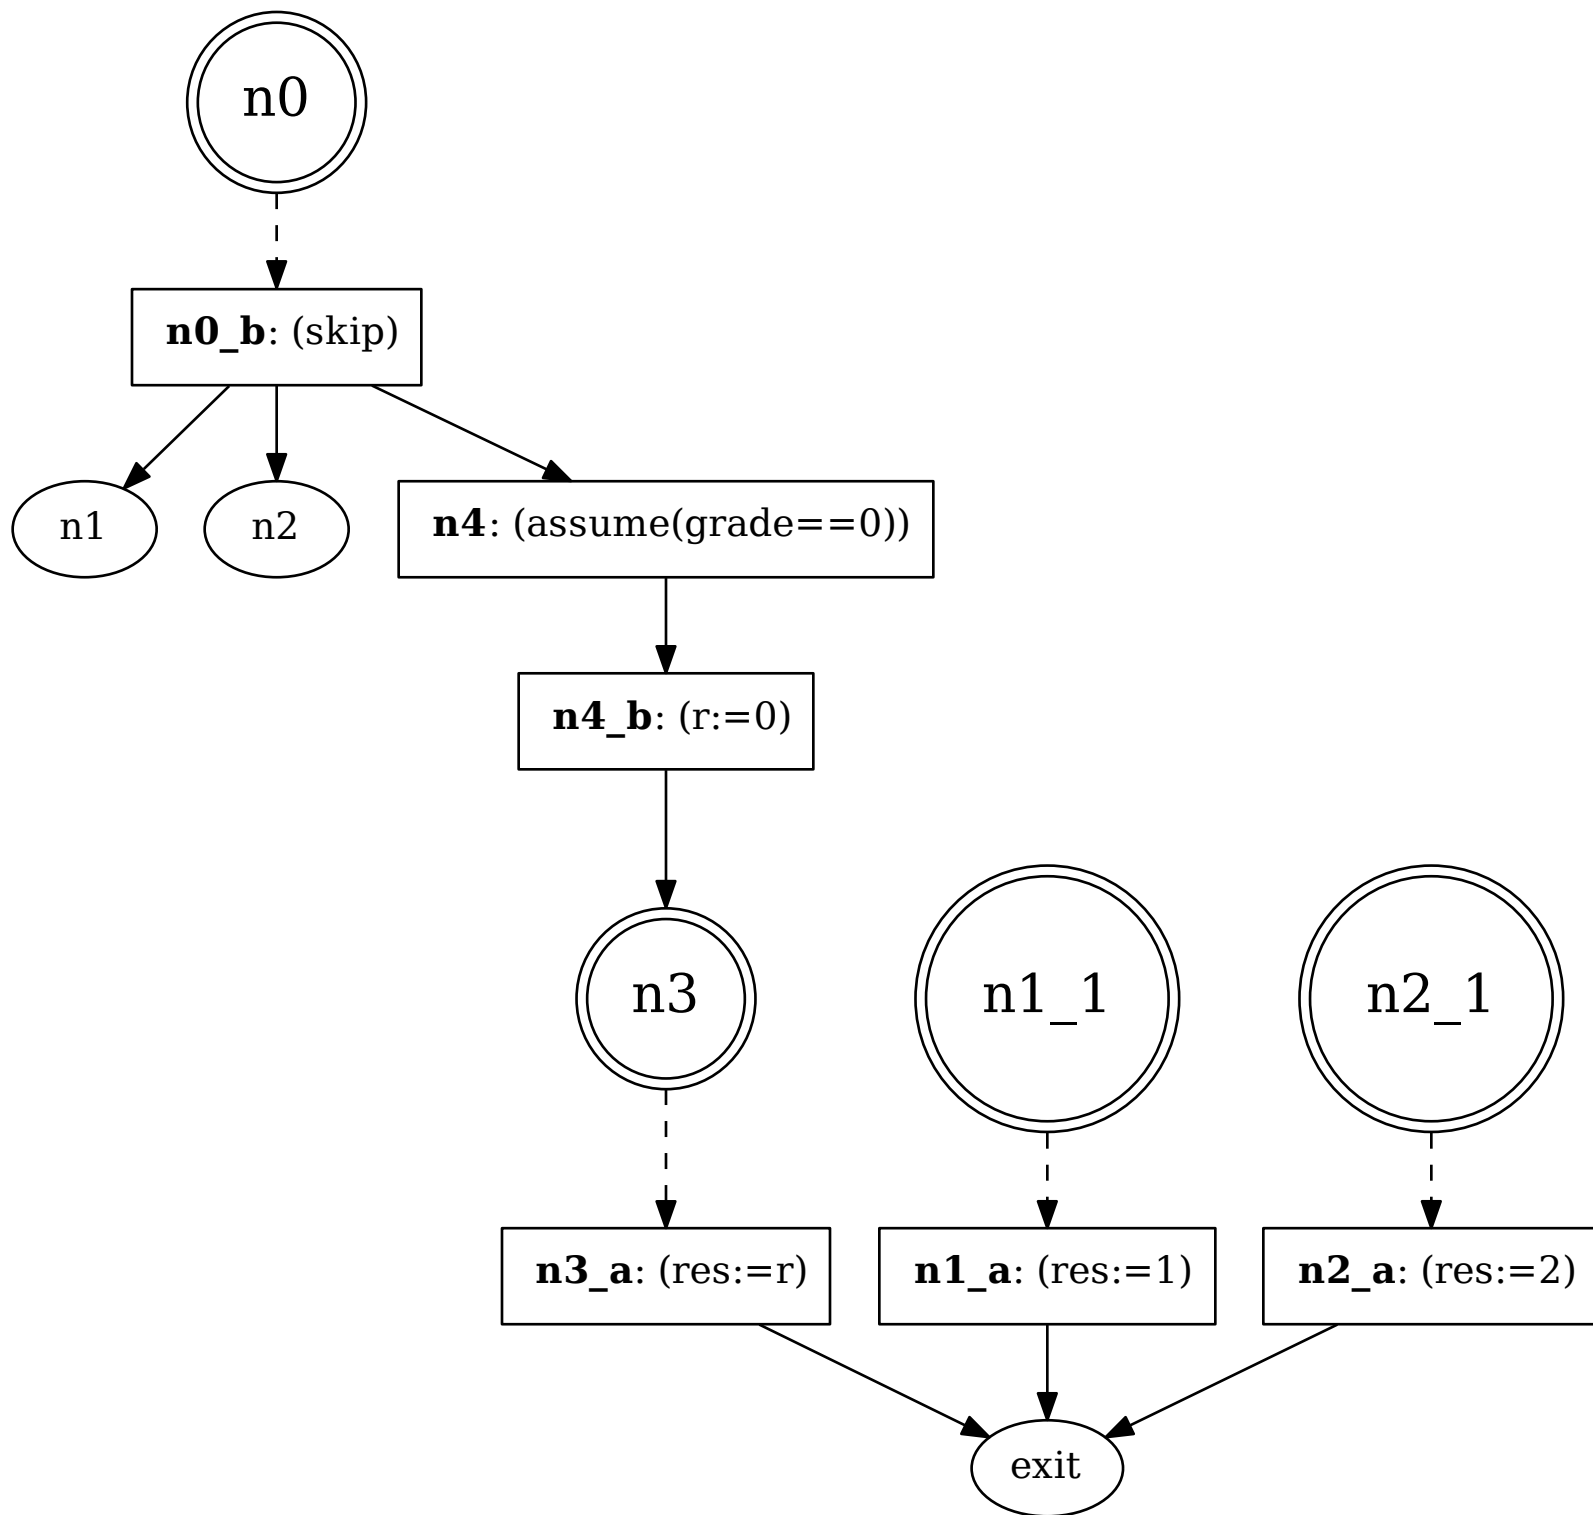 n0
n0_b: (skip)
n1
n2
n4: (assume(grade==0))
n4_b: (r:=0)
n3
n1_1
n2_1
n3_a: (res:=r)
n1_a: (res:=1)
n2_a: (res:=2)
exit